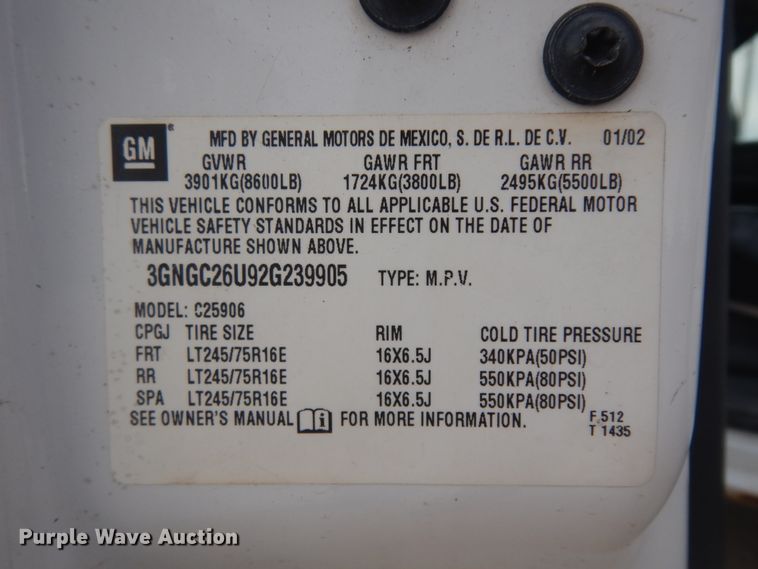 GM® MFD BY GENERAL MOTORS DE MEXICO, S. DE R.L. DE C.V. 01/02
GVWR GAWR FRT GAWR RR
3901KG(8600LB) 1724KG(3800LB) 2495KG(5500LB)
THIS VEHICLE CONFORMS TO ALL APPLICABLE U.S. FEDERAL MOTOR
VEHICLE SAFETY STANDARDS IN EFFECT ON THE DATE OF
MANUFACTURE SHOWN ABOVE.
3GNGC26U92G239905 TYPE: M.P.V.
MODEL: C25906
CPGJ TIRE SIZE RIM COLD TIRE PRESSURE
FRT LT245/75R16E 16X6.5J 340KPA(50PSI)
RR LT245/75R16E 16X6.5J 550KPA(80PSI)
SPA LT245/75R16E 16X6.5J 550KPA(80PSI)
SEE OWNER'S MANUAL i FOR MORE INFORMATION. F 512
T 1435
Purple Wave Auction